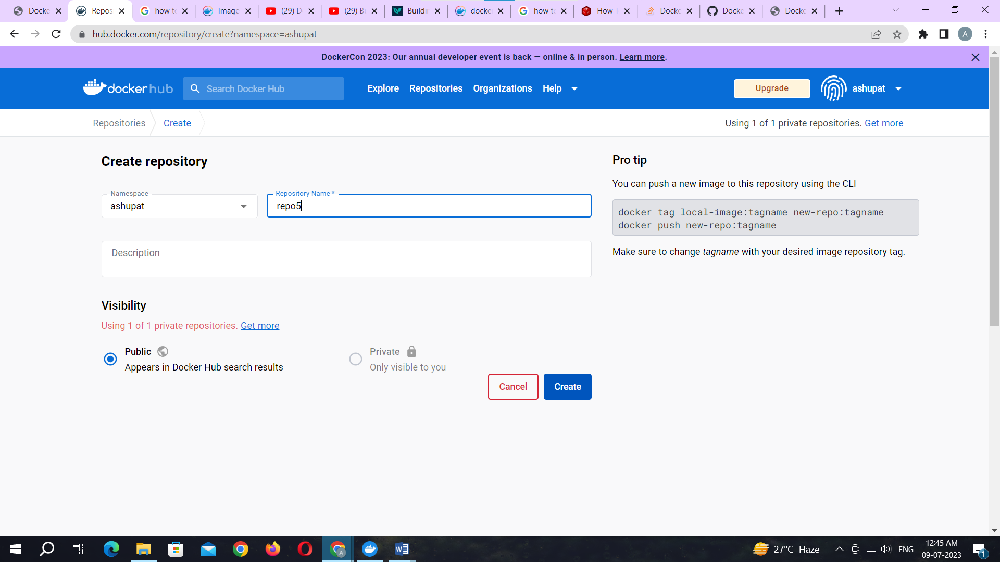 Docke
Repos
how to
Image
(29) D
(29) Bu
Buildin
docker
how to
How T
Docke
Docke
Docke
hub.docker.com/repository/create?namespace=ashupat
A
DockerCon 2023: Our annual developer event is back — online & in person. Learn more.
dockerhub
Search Docker Hub
Explore
Repositories
Organizations
Help
Upgrade
ashupat
Repositories
Create
Using 1 of 1 private repositories. Get more
Create repository
Namespace
ashupat
Repository Name *
repo5
Description
Visibility
Using 1 of 1 private repositories. Get more
Public
Appears in Docker Hub search results
Private
Only visible to you
Cancel
Create
Pro tip
You can push a new image to this repository using the CLI
docker tag local-image:tagname new-repo:tagname
docker push new-repo:tagname
Make sure to change tagname with your desired image repository tag.
27°C Haze
ENG
12:45 AM
09-07-2023
1